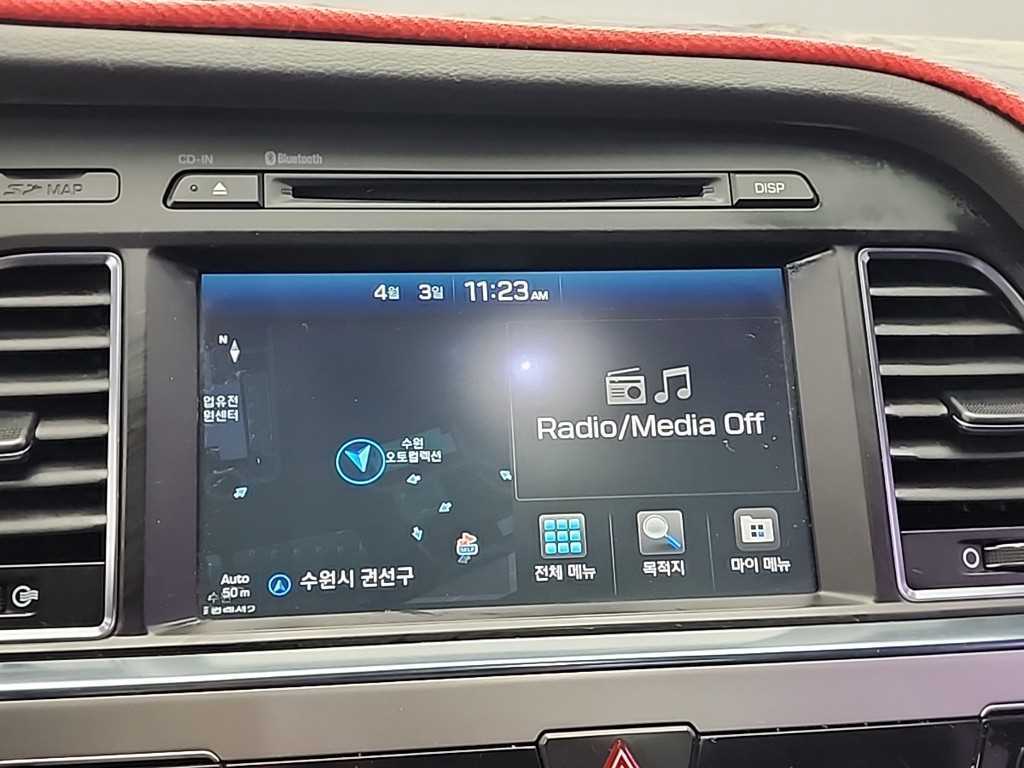 CD-IN
Bluetooth
MAP
DISP
4월 3일 11:23 AM
N
업유전
원센터
수원
오토컬렉션
Radio/Media Off
SELF
Auto
50 m
수원시 권선구
전체 메뉴
목적지
마이 메뉴